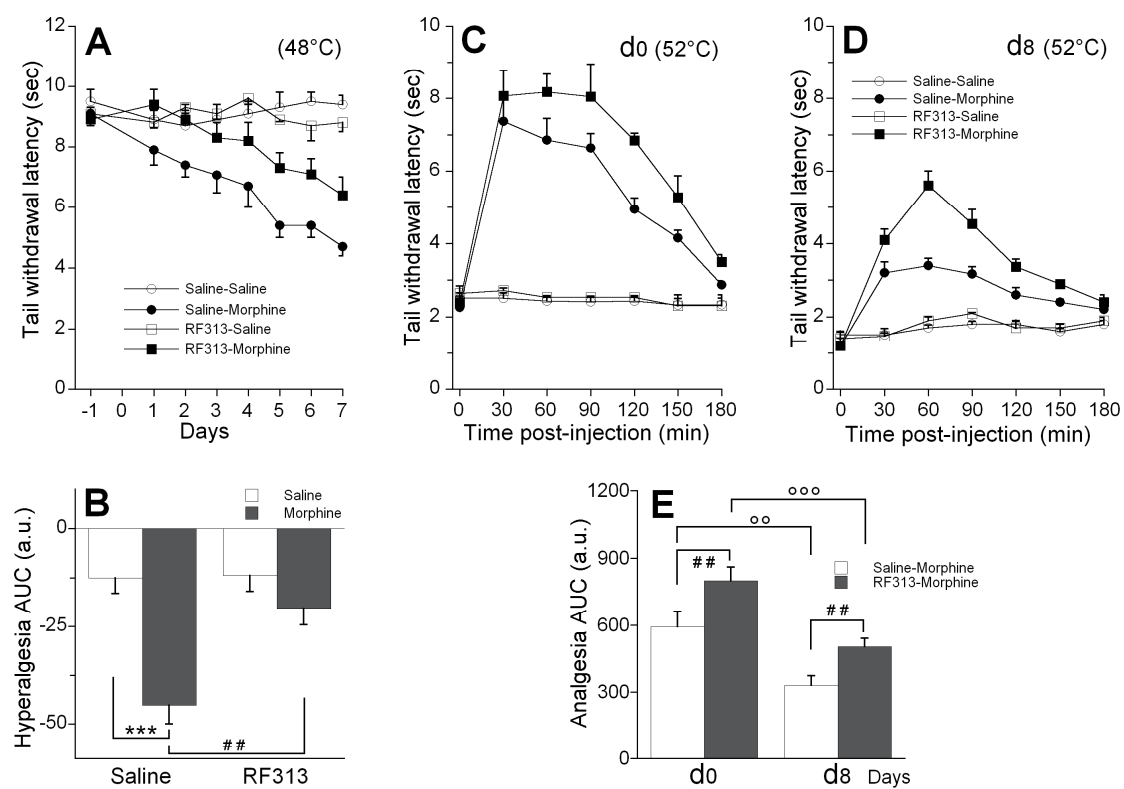 A
(48°C)
Tail withdrawal latency (sec)
12
10
8
6
4
2
0
Saline-Saline
Saline-Morphine
RF313-Saline
RF313-Morphine
-1 0 1 2 3 4 5 6 7
Days
C
d0 (52°C)
Tail withdrawal latency (sec)
10
8
6
4
2
0
0 30 60 90 120 150 180
Time post-injection (min)
D
d8 (52°C)
Tail withdrawal latency (sec)
10
8
6
4
2
0
Saline-Saline
Saline-Morphine
RF313-Saline
RF313-Morphine
0 30 60 90 120 150 180
Time post-injection (min)
B
Saline
Morphine
Hyperalgesia AUC (a.u.)
0
-25
-50
***
##
Saline RF313
E
Analgesia AUC (a.u.)
1200
900
600
300
0
°°°
°°
##
##
Saline-Morphine
RF313-Morphine
d0 d8 Days